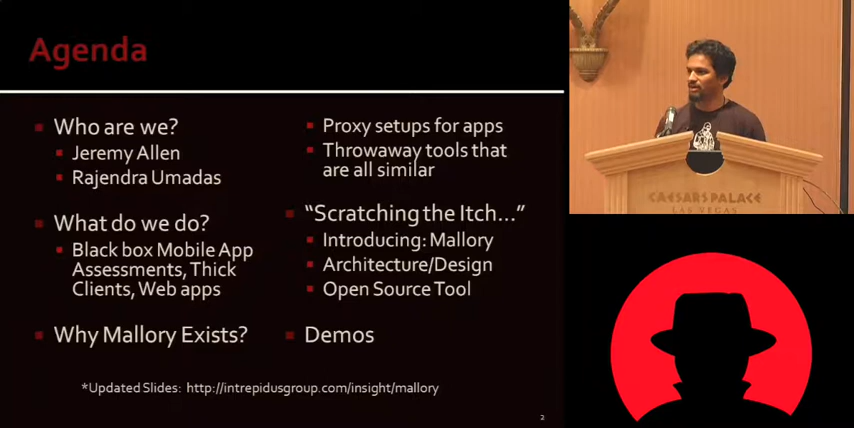 Agenda
Who are we?
Jeremy Allen
Rajendra Umadas
What do we do?
Black box Mobile App
Assessments, Thick
Clients, Web apps
Why Mallory Exists?
Proxy setups for apps
Throwaway tools that
are all similar
“Scratching the Itch…”
Introducing: Mallory
Architecture/Design
Open Source Tool
Demos
*Updated Slides: http://intrepidusgroup.com/insight/mallory
2
CAESARS PALACE
LAS VEGAS